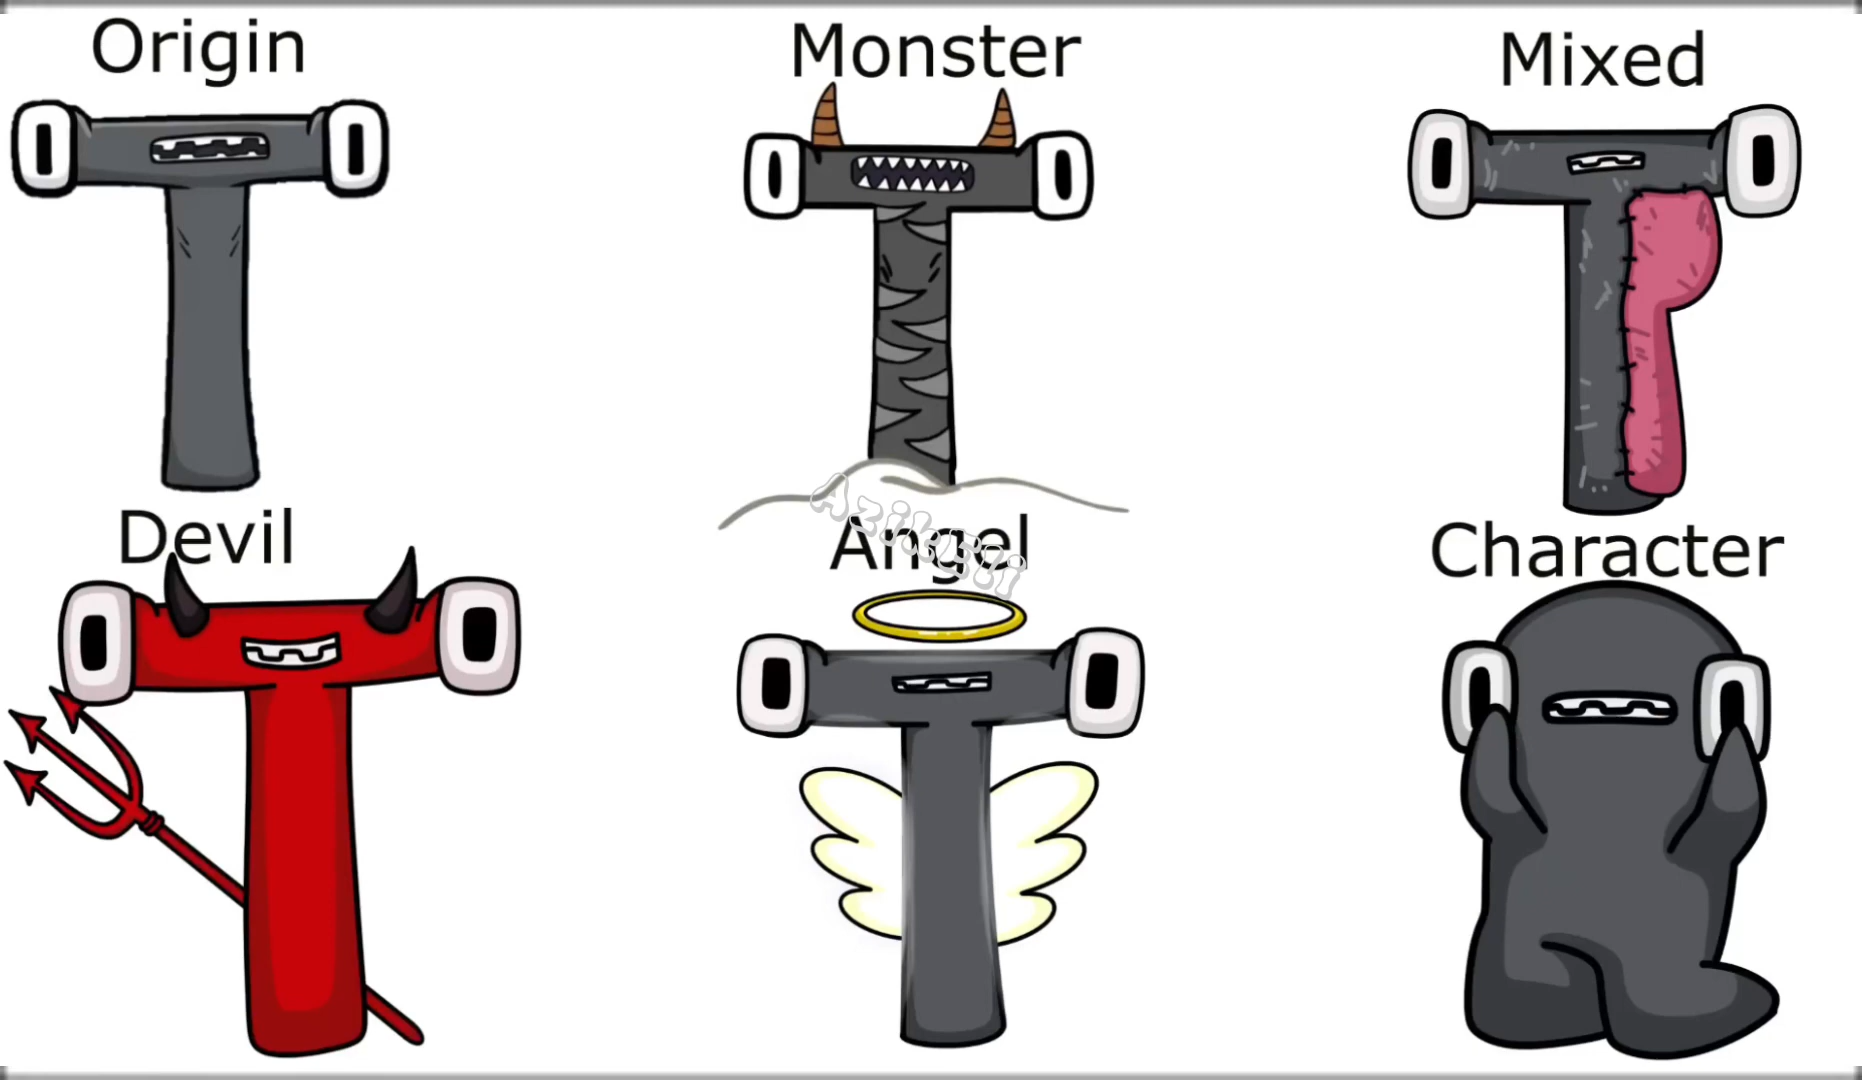 Origin
Monster
Mixed
Devil
Angel
Character